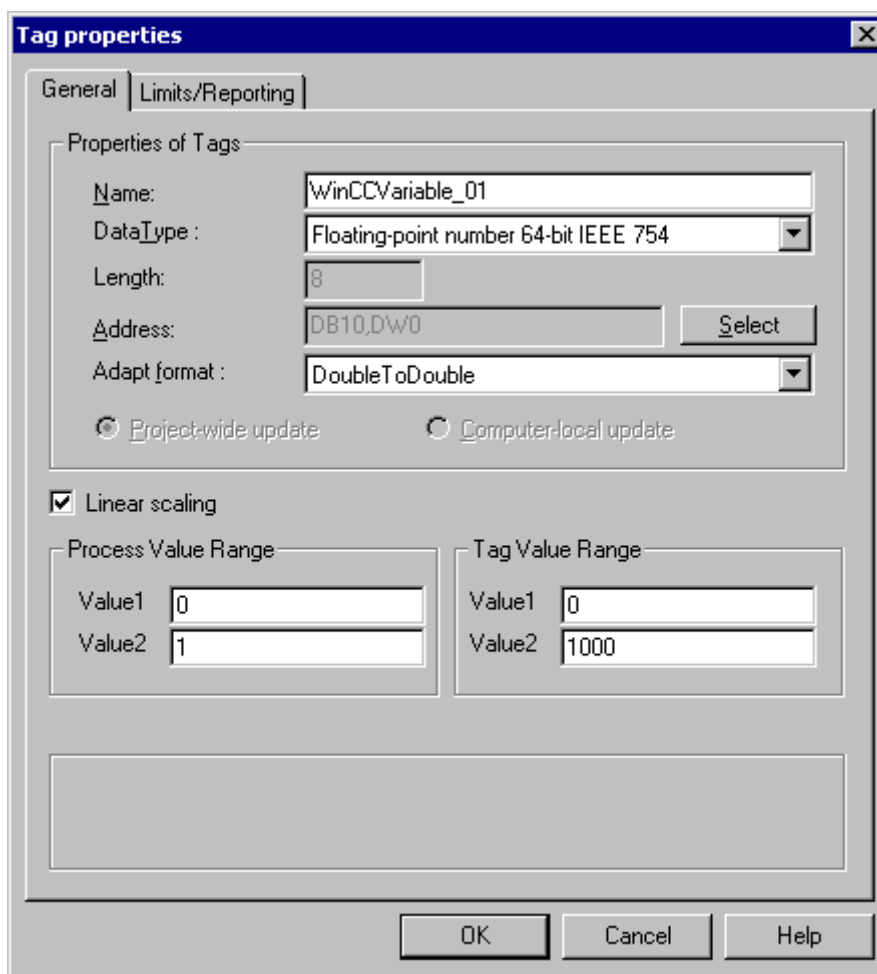 Tag properties
General Limits/Reporting
Properties of Tags
Name: WinCCVariable_01
DataType : Floating-point number 64-bit IEEE 754
Length: 8
Address: DB10,DW0 Select
Adapt format : DoubleToDouble
Project-wide update Computer-local update
Linear scaling
Process Value Range Tag Value Range
Value1 0 Value1 0
Value2 1 Value2 1000
OK Cancel Help